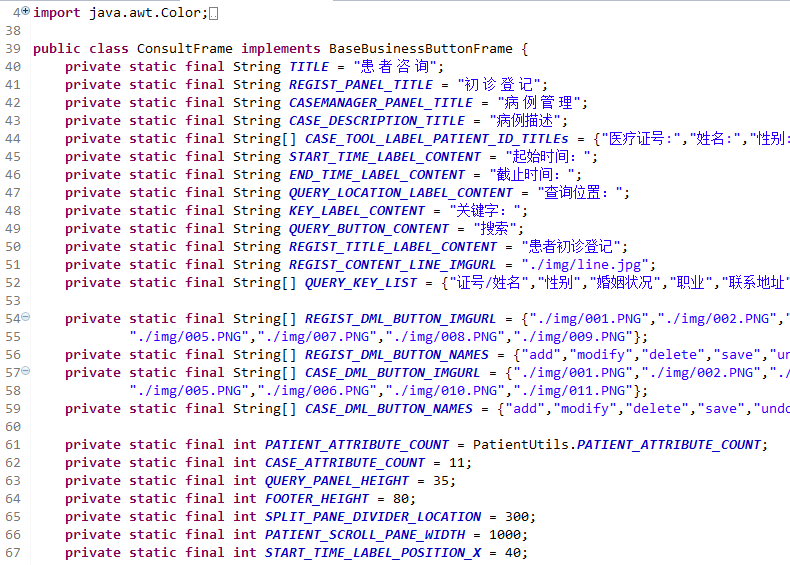 4 import java.awt.Color;
38
39 public class ConsultFrame implements BaseBusinessButtonFrame {
40 private static final String TITLE = "患 者 咨 询";
41 private static final String REGIST_PANEL_TITLE = "初 诊 登 记";
42 private static final String CASEMANAGER_PANEL_TITLE = "病 例 管 理";
43 private static final String CASE_DESCRIPTION_TITLE = "病例描述";
44 private static final String[] CASE_TOOL_LABEL_PATIENT_ID_TITLEs = {"医疗证号:","姓名:","性别:
45 private static final String START_TIME_LABEL_CONTENT = "起始时间：";
46 private static final String END_TIME_LABEL_CONTENT = "截止时间：";
47 private static final String QUERY_LOCATION_LABEL_CONTENT = "查询位置：";
48 private static final String KEY_LABEL_CONTENT = "关键字：";
49 private static final String QUERY_BUTTON_CONTENT = "搜索";
50 private static final String REGIST_TITLE_LABEL_CONTENT = "患者初诊登记";
51 private static final String REGIST_CONTENT_LINE_IMGURL = "./img/line.jpg";
52 private static final String[] QUERY_KEY_LIST = {"证号/姓名","性别","婚姻状况","职业","联系地址"
53
54 private static final String[] REGIST_DML_BUTTON_IMGURL = {"./img/001.PNG","./img/002.PNG","
55 "./img/005.PNG","./img/007.PNG","./img/008.PNG","./img/009.PNG"};
56 private static final String[] REGIST_DML_BUTTON_NAMES = {"add","modify","delete","save","un
57 private static final String[] CASE_DML_BUTTON_IMGURL = {"./img/001.PNG","./img/002.PNG","./
58 "./img/005.PNG","./img/006.PNG","./img/010.PNG","./img/011.PNG"};
59 private static final String[] CASE_DML_BUTTON_NAMES = {"add","modify","delete","save","undo
60
61 private static final int PATIENT_ATTRIBUTE_COUNT = PatientUtils.PATIENT_ATTRIBUTE_COUNT;
62 private static final int CASE_ATTRIBUTE_COUNT = 11;
63 private static final int QUERY_PANEL_HEIGHT = 35;
64 private static final int FOOTER_HEIGHT = 80;
65 private static final int SPLIT_PANE_DIVIDER_LOCATION = 300;
66 private static final int PATIENT_SCROLL_PANE_WIDTH = 1000;
67 private static final int START_TIME_LABEL_POSITION_X = 40;